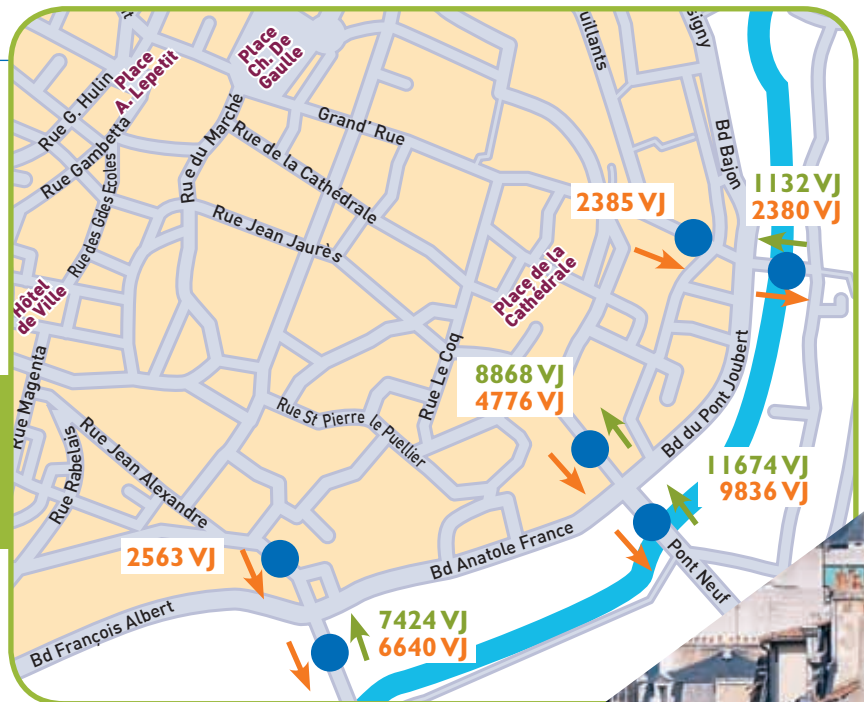 Place
A. Lepetit
Place
Ch. De
Gaulle
Rue G. Hulin
Rue Gambetta
Rue des Gdes Ecoles
Rue du Marché
Grand' Rue
Rue de la Cathédrale
Rue Jean Jaurès
uillants
signy
Bd Bajon
1132 VJ
2380 VJ
2385 VJ
Place de la
Cathédrale
Hôtel
de Ville
Rue Magenta
Rue Rabelais
Rue Jean Alexandre
Rue St Pierre le Puellier
Rue Le Coq
8868 VJ
4776 VJ
Bd du Pont Joubert
11674 VJ
9836 VJ
Pont Neuf
Bd Anatole France
2563 VJ
Bd François Albert
7424 VJ
6640 VJ